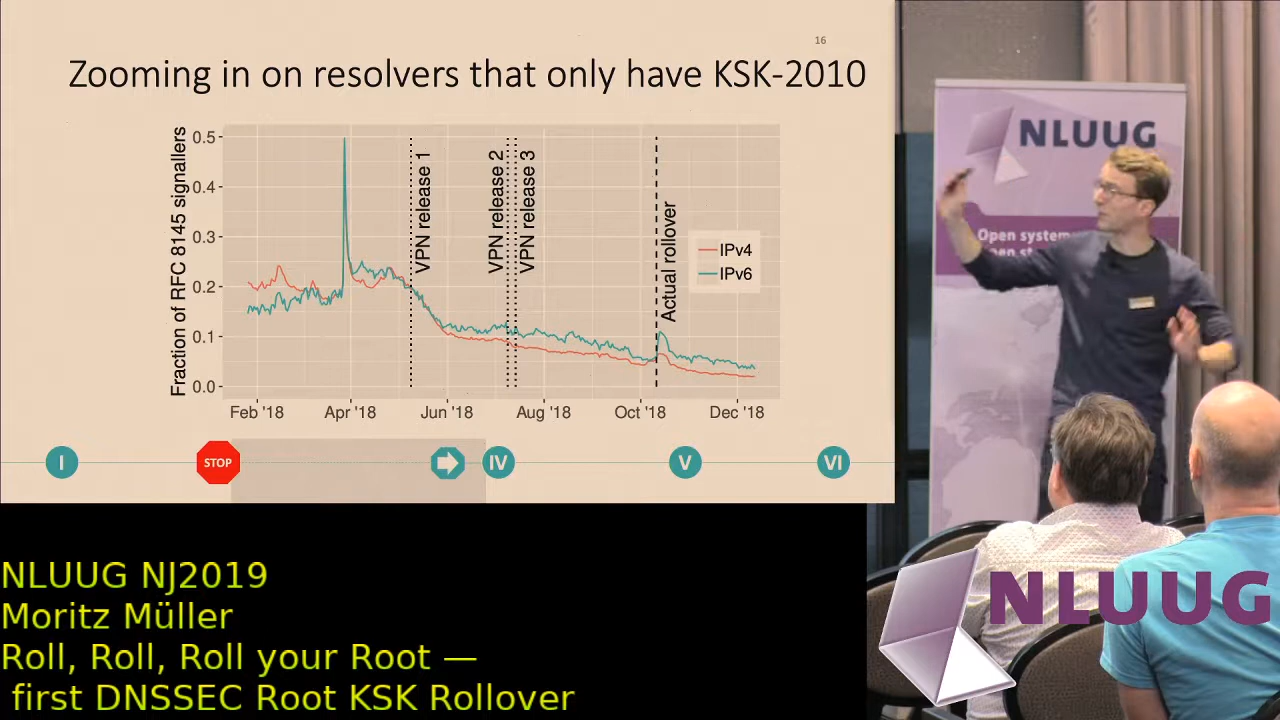 16
Zooming in on resolvers that only have KSK-2010
Fraction of RFC 8145 signallers
0.5
0.4
0.3
0.2
0.1
0.0
VPN release 1
VPN release 2
VPN release 3
Actual rollover
IPv4
IPv6
Feb '18
Apr '18
Jun '18
Aug '18
Oct '18
Dec '18
I
STOP
IV
V
VI
NLUUG
Open system
NLUUG NJ2019
Moritz Müller
Roll, Roll, Roll your Root —
first DNSSEC Root KSK Rollover
NLUUG